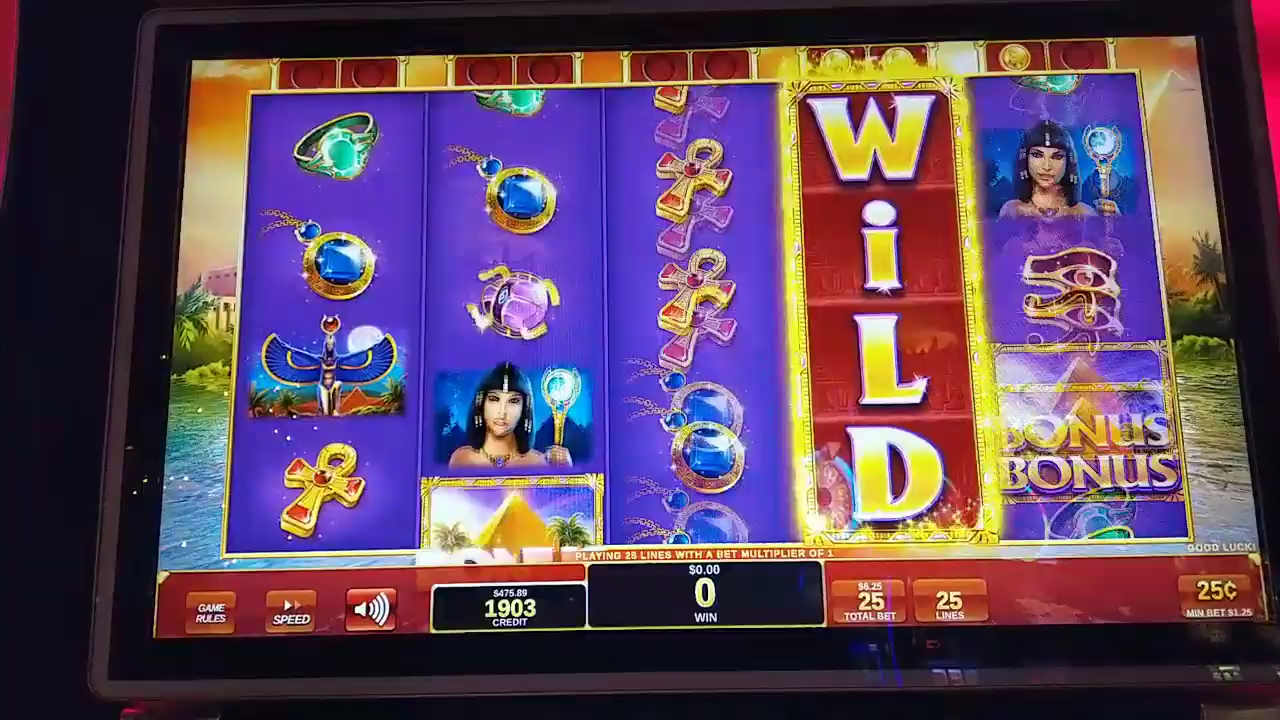 WiLD
BONUS
BONUS
PLAYING 25 LINES WITH A BET MULTIPLIER OF 1
GOOD LUCK!
GAME RULES
SPEED
$475.89
1903
CREDIT
$0.00
0
WIN
$6.25
25
TOTAL BET
25
LINES
25¢
MIN BET $1.25